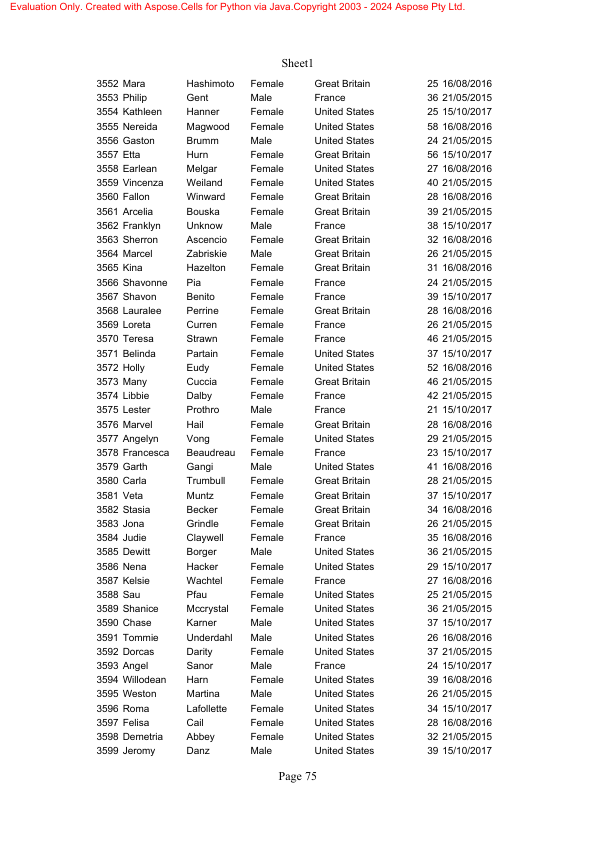 Evaluation Only. Created with Aspose.Cells for Python via Java.Copyright 2003 - 2024 Aspose Pty Ltd.
Sheet1
3552 Mara Hashimoto Female Great Britain 25 16/08/2016
3553 Philip Gent Male France 36 21/05/2015
3554 Kathleen Hanner Female United States 25 15/10/2017
3555 Nereida Magwood Female United States 58 16/08/2016
3556 Gaston Brumm Male United States 24 21/05/2015
3557 Etta Hurn Female Great Britain 56 15/10/2017
3558 Earlean Melgar Female United States 27 16/08/2016
3559 Vincenza Weiland Female United States 40 21/05/2015
3560 Fallon Winward Female Great Britain 28 16/08/2016
3561 Arcelia Bouska Female Great Britain 39 21/05/2015
3562 Franklyn Unknow Male France 38 15/10/2017
3563 Sherron Ascencio Female Great Britain 32 16/08/2016
3564 Marcel Zabriskie Male Great Britain 26 21/05/2015
3565 Kina Hazelton Female Great Britain 31 16/08/2016
3566 Shavonne Pia Female France 24 21/05/2015
3567 Shavon Benito Female France 39 15/10/2017
3568 Lauralee Perrine Female Great Britain 28 16/08/2016
3569 Loreta Curren Female France 26 21/05/2015
3570 Teresa Strawn Female France 46 21/05/2015
3571 Belinda Partain Female United States 37 15/10/2017
3572 Holly Eudy Female United States 52 16/08/2016
3573 Many Cuccia Female Great Britain 46 21/05/2015
3574 Libbie Dalby Female France 42 21/05/2015
3575 Lester Prothro Male France 21 15/10/2017
3576 Marvel Hail Female Great Britain 28 16/08/2016
3577 Angelyn Vong Female United States 29 21/05/2015
3578 Francesca Beaudreau Female France 23 15/10/2017
3579 Garth Gangi Male United States 41 16/08/2016
3580 Carla Trumbull Female Great Britain 28 21/05/2015
3581 Veta Muntz Female Great Britain 37 15/10/2017
3582 Stasia Becker Female Great Britain 34 16/08/2016
3583 Jona Grindle Female Great Britain 26 21/05/2015
3584 Judie Claywell Female France 35 16/08/2016
3585 Dewitt Borger Male United States 36 21/05/2015
3586 Nena Hacker Female United States 29 15/10/2017
3587 Kelsie Wachtel Female France 27 16/08/2016
3588 Sau Pfau Female United States 25 21/05/2015
3589 Shanice Mccrystal Female United States 36 21/05/2015
3590 Chase Karner Male United States 37 15/10/2017
3591 Tommie Underdahl Male United States 26 16/08/2016
3592 Dorcas Darity Female United States 37 21/05/2015
3593 Angel Sanor Male France 24 15/10/2017
3594 Willodean Harn Female United States 39 16/08/2016
3595 Weston Martina Male United States 26 21/05/2015
3596 Roma Lafollette Female United States 34 15/10/2017
3597 Felisa Cail Female United States 28 16/08/2016
3598 Demetria Abbey Female United States 32 21/05/2015
3599 Jeromy Danz Male United States 39 15/10/2017
Page 75